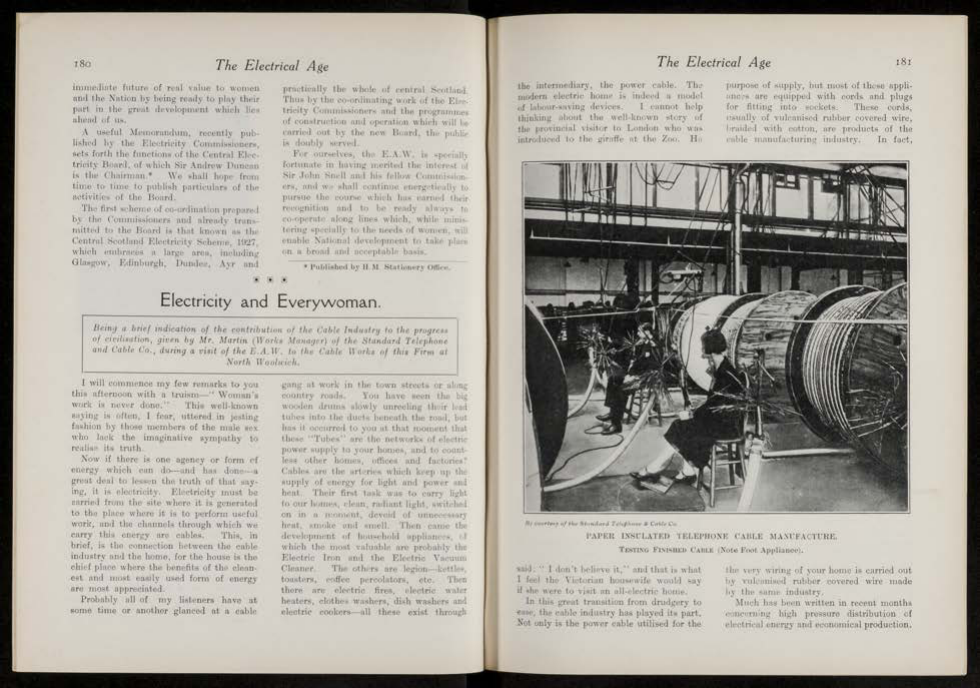 180
The Electrical Age
immediate future of real value to women
and the Nation by being ready to play their
part in the great development which lies
ahead of us.
A useful Memorandum, recently pub-
lished by the Electricity Commissioners,
sets forth the functions of the Central Elec-
tricity Board, of which Sir Andrew Duncan
is the Chairman.* We shall hope from
time to time to publish particulars of the
activities of the Board.
The first scheme of co-ordination prepared
by the Commissioners and already trans-
mitted to the Board is that known as the
Central Scotland Electricity Scheme, 1927,
which embraces a large area, including
Glasgow, Edinburgh, Dundee, Ayr and
practically the whole of central Scotland.
Thus by the co-ordinating work of the Elec-
tricity Commissioners and the programmes
of construction and operation which will be
carried out by the new Board, the public
is doubly served.
For ourselves, the E.A.W. is specially
fortunate in having merited the interest of
Sir John Snell and his fellow Commission-
ers, and we shall continue energetically to
pursue the course which has earned their
recognition and to be ready always to
co-operate along lines which, while minis-
tering specially to the needs of women, will
enable National development to take place
on a broad and acceptable basis.
* Published by H.M. Stationery Office.
Electricity and Everywoman.
Being a brief indication of the contribution of the Cable Industry to the progress
of civilisation, given by Mr. Martin (Works Manager) of the Standard Telephone
and Cable Co., during a visit of the E.A.W. to the Cable Works of this Firm at
North Woolwich.
I will commence my few remarks to you
this afternoon with a truism—" Woman's
work is never done." This well-known
saying is often, I fear, uttered in jesting
fashion by those members of the male sex
who lack the imaginative sympathy to
realise its truth.
Now if there is one agency or form of
energy which can do—and has done—a
great deal to lessen the truth of that say-
ing, it is electricity. Electricity must be
carried from the site where it is generated
to the place where it is to perform useful
work, and the channels through which we
carry this energy are cables. This, in
brief, is the connection between the cable
industry and the home, for the house is the
chief place where the benefits of the clean-
est and most easily used form of energy
are most appreciated.
Probably all of my listeners have at
some time or another glanced at a cable
gang at work in the town streets or along
country roads. You have seen the big
wooden drums slowly unreeling their lead
tubes into the ducts beneath the road, but
has it occurred to you at that moment that
these "Tubes" are the networks of electric
power supply to your homes, and to count-
less other homes, offices and factories?
Cables are the arteries which keep up the
supply of energy for light and power and
heat. Their first task was to carry light
to our homes, clean, radiant light, switched
on in a moment, devoid of unnecessary
heat, smoke and smell. Then came the
development of household appliances, of
which the most valuable are probably the
Electric Iron and the Electric Vacuum
Cleaner. The others are legion—kettles,
toasters, coffee percolators, etc. Then
there are electric fires, electric water
heaters, clothes washers, dish washers and
electric cookers—all these exist through
The Electrical Age
181
the intermediary, the power cable. The
modern electric home is indeed a model
of labour-saving devices. I cannot help
thinking about the well-known story of
the provincial visitor to London who was
introduced to the giraffe at the Zoo. He
purpose of supply, but most of these appli-
ances are equipped with cords and plugs
for fitting into sockets. These cords,
usually of vulcanised rubber covered wire,
braided with cotton, are products of the
cable manufacturing industry. In fact,
By courtesy of the Standard Telephone & Cable Co.
PAPER INSULATED TELEPHONE CABLE MANUFACTURE.
TESTING FINISHED CABLE (Note Foot Appliance).
said, " I don't believe it," and that is what
I feel the Victorian housewife would say
if she were to visit an all-electric home.
In this great transition from drudgery to
ease, the cable industry has played its part.
Not only is the power cable utilised for the
the very wiring of your home is carried out
by vulcanised rubber covered wire made
by the same industry.
Much has been written in recent months
concerning high pressure distribution of
electrical energy and economical production.